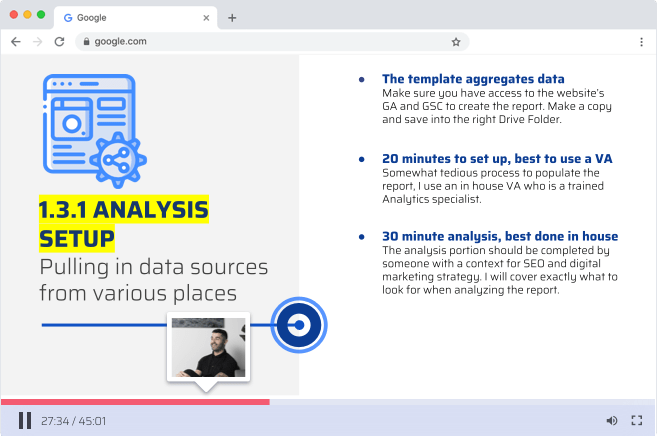 Google
google.com
1.3.1 ANALYSIS
SETUP
Pulling in data sources
from various places
The template aggregates data
Make sure you have access to the website's
GA and GSC to create the report. Make a copy
and save into the right Drive Folder.
20 minutes to set up, best to use a VA
Somewhat tedious process to populate the
report, I use an in house VA who is a trained
Analytics specialist.
30 minute analysis, best done in house
The analysis portion should be completed by
someone with a context for SEO and digital
marketing strategy. I will cover exactly what to
look for when analyzing the report.
27:34 / 45:01